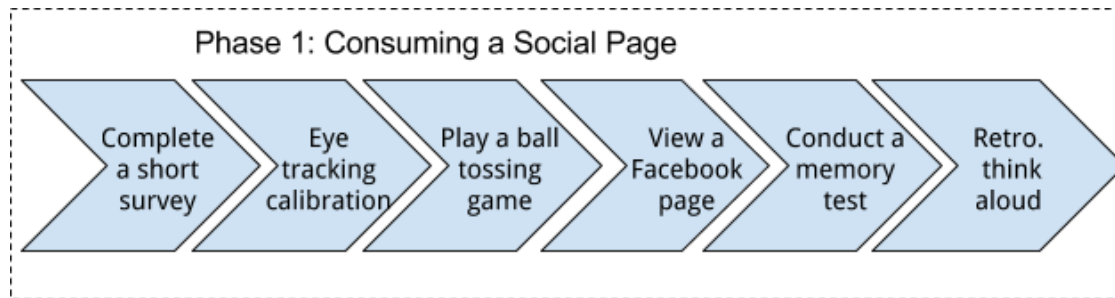 Phase 1: Consuming a Social Page
Complete
a short
survey
Eye
tracking
calibration
Play a ball
tossing
game
View a
Facebook
page
Conduct a
memory
test
Retro.
think
aloud